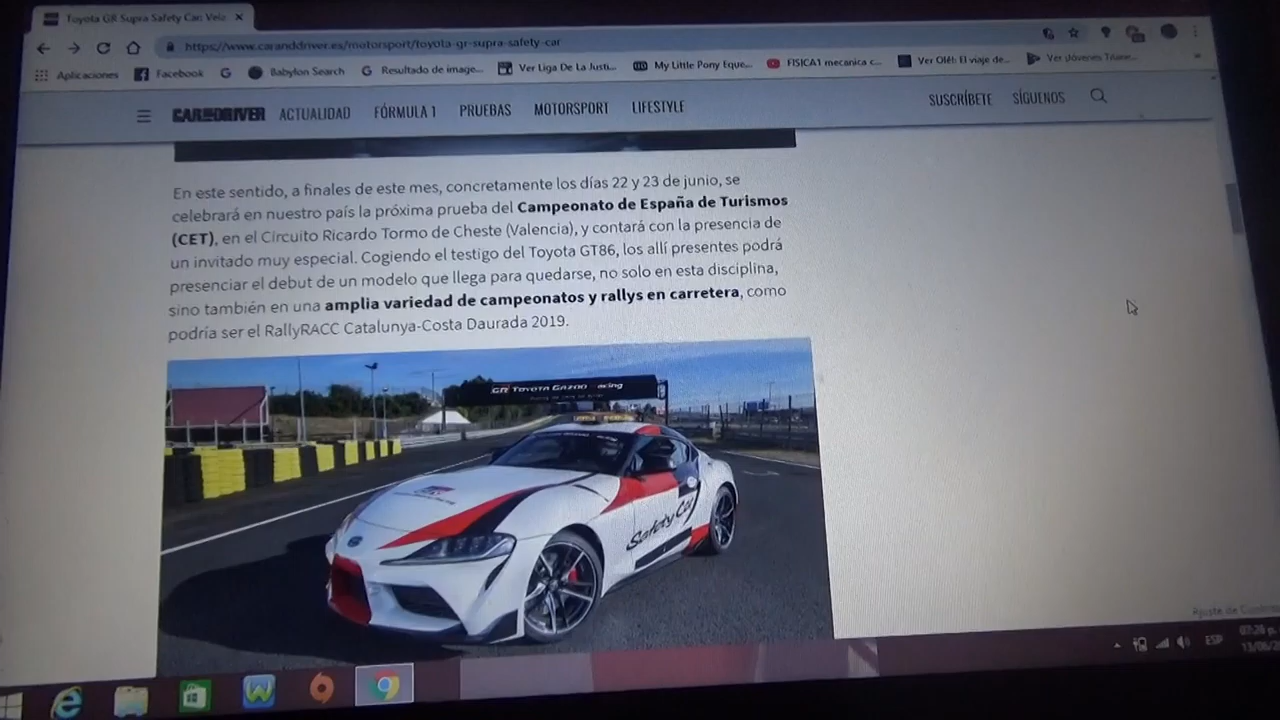 Toyota GR Supra Safety Car: Velo
https://www.caranddriver.es/motorsport/toyota-gr-supra-safety-car
Aplicaciones Facebook Babylon Search Resultado de image... Ver Liga De La Justi... My Little Pony Eque... FISICA1 mecanica c... Ver Olé!: El viaje de... Ver Jóvenes Titane...
CAR AND DRIVER ACTUALIDAD FÓRMULA 1 PRUEBAS MOTORSPORT LIFESTYLE SUSCRÍBETE SÍGUENOS
En este sentido, a finales de este mes, concretamente los días 22 y 23 de junio, se
celebrará en nuestro país la próxima prueba del Campeonato de España de Turismos
(CET), en el Circuito Ricardo Tormo de Cheste (Valencia), y contará con la presencia de
un invitado muy especial. Cogiendo el testigo del Toyota GT86, los allí presentes podrá
presenciar el debut de un modelo que llega para quedarse, no solo en esta disciplina,
sino también en una amplia variedad de campeonatos y rallys en carretera, como
podría ser el RallyRACC Catalunya-Costa Daurada 2019.
GR TOYOTA GAZOO Racing
Safety Car
Ajuste de
ESP